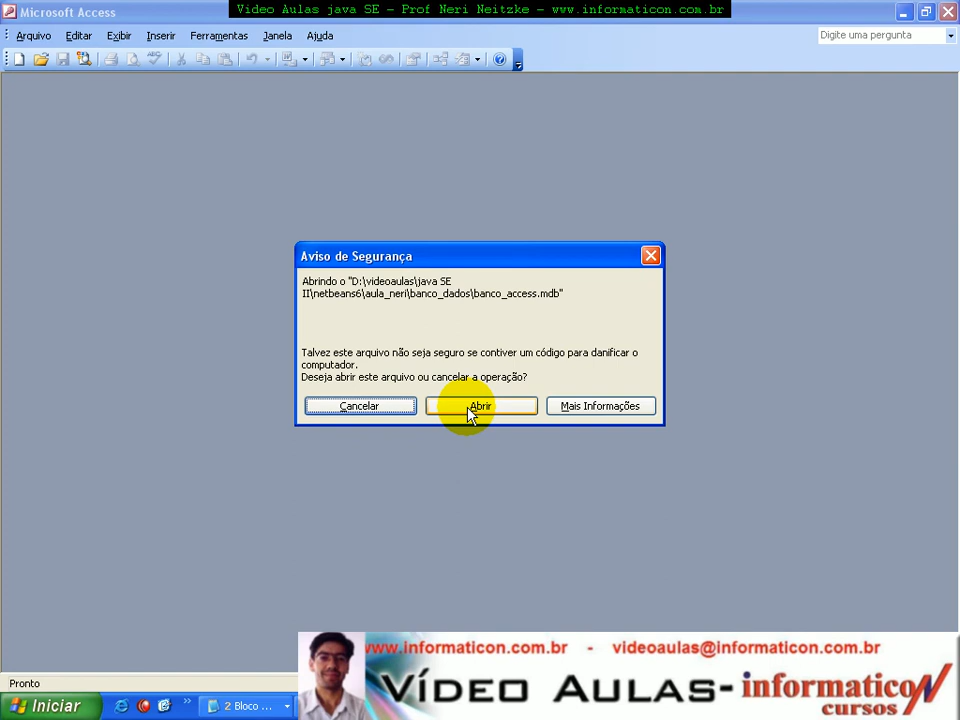 Video Aulas java SE - Prof Neri Neitzke - www.informaticon.com.br
Microsoft Access
Arquivo Editar Exibir Inserir Ferramentas Janela Ajuda
Digite uma pergunta
Aviso de Segurança
Abrindo o "D:\videoaulas\java SE
II\netbeans6\aula_neri\banco_dados\banco_access.mdb"
Talvez este arquivo não seja seguro se contiver um código para danificar o
computador.
Deseja abrir este arquivo ou cancelar a operação?
Cancelar Abrir Mais Informações
www.informaticon.com.br - videoaulas@informaticon.com.br
VÍDEO AULAS-informaticoN
cursos
Pronto
Iniciar
2 Bloco ...